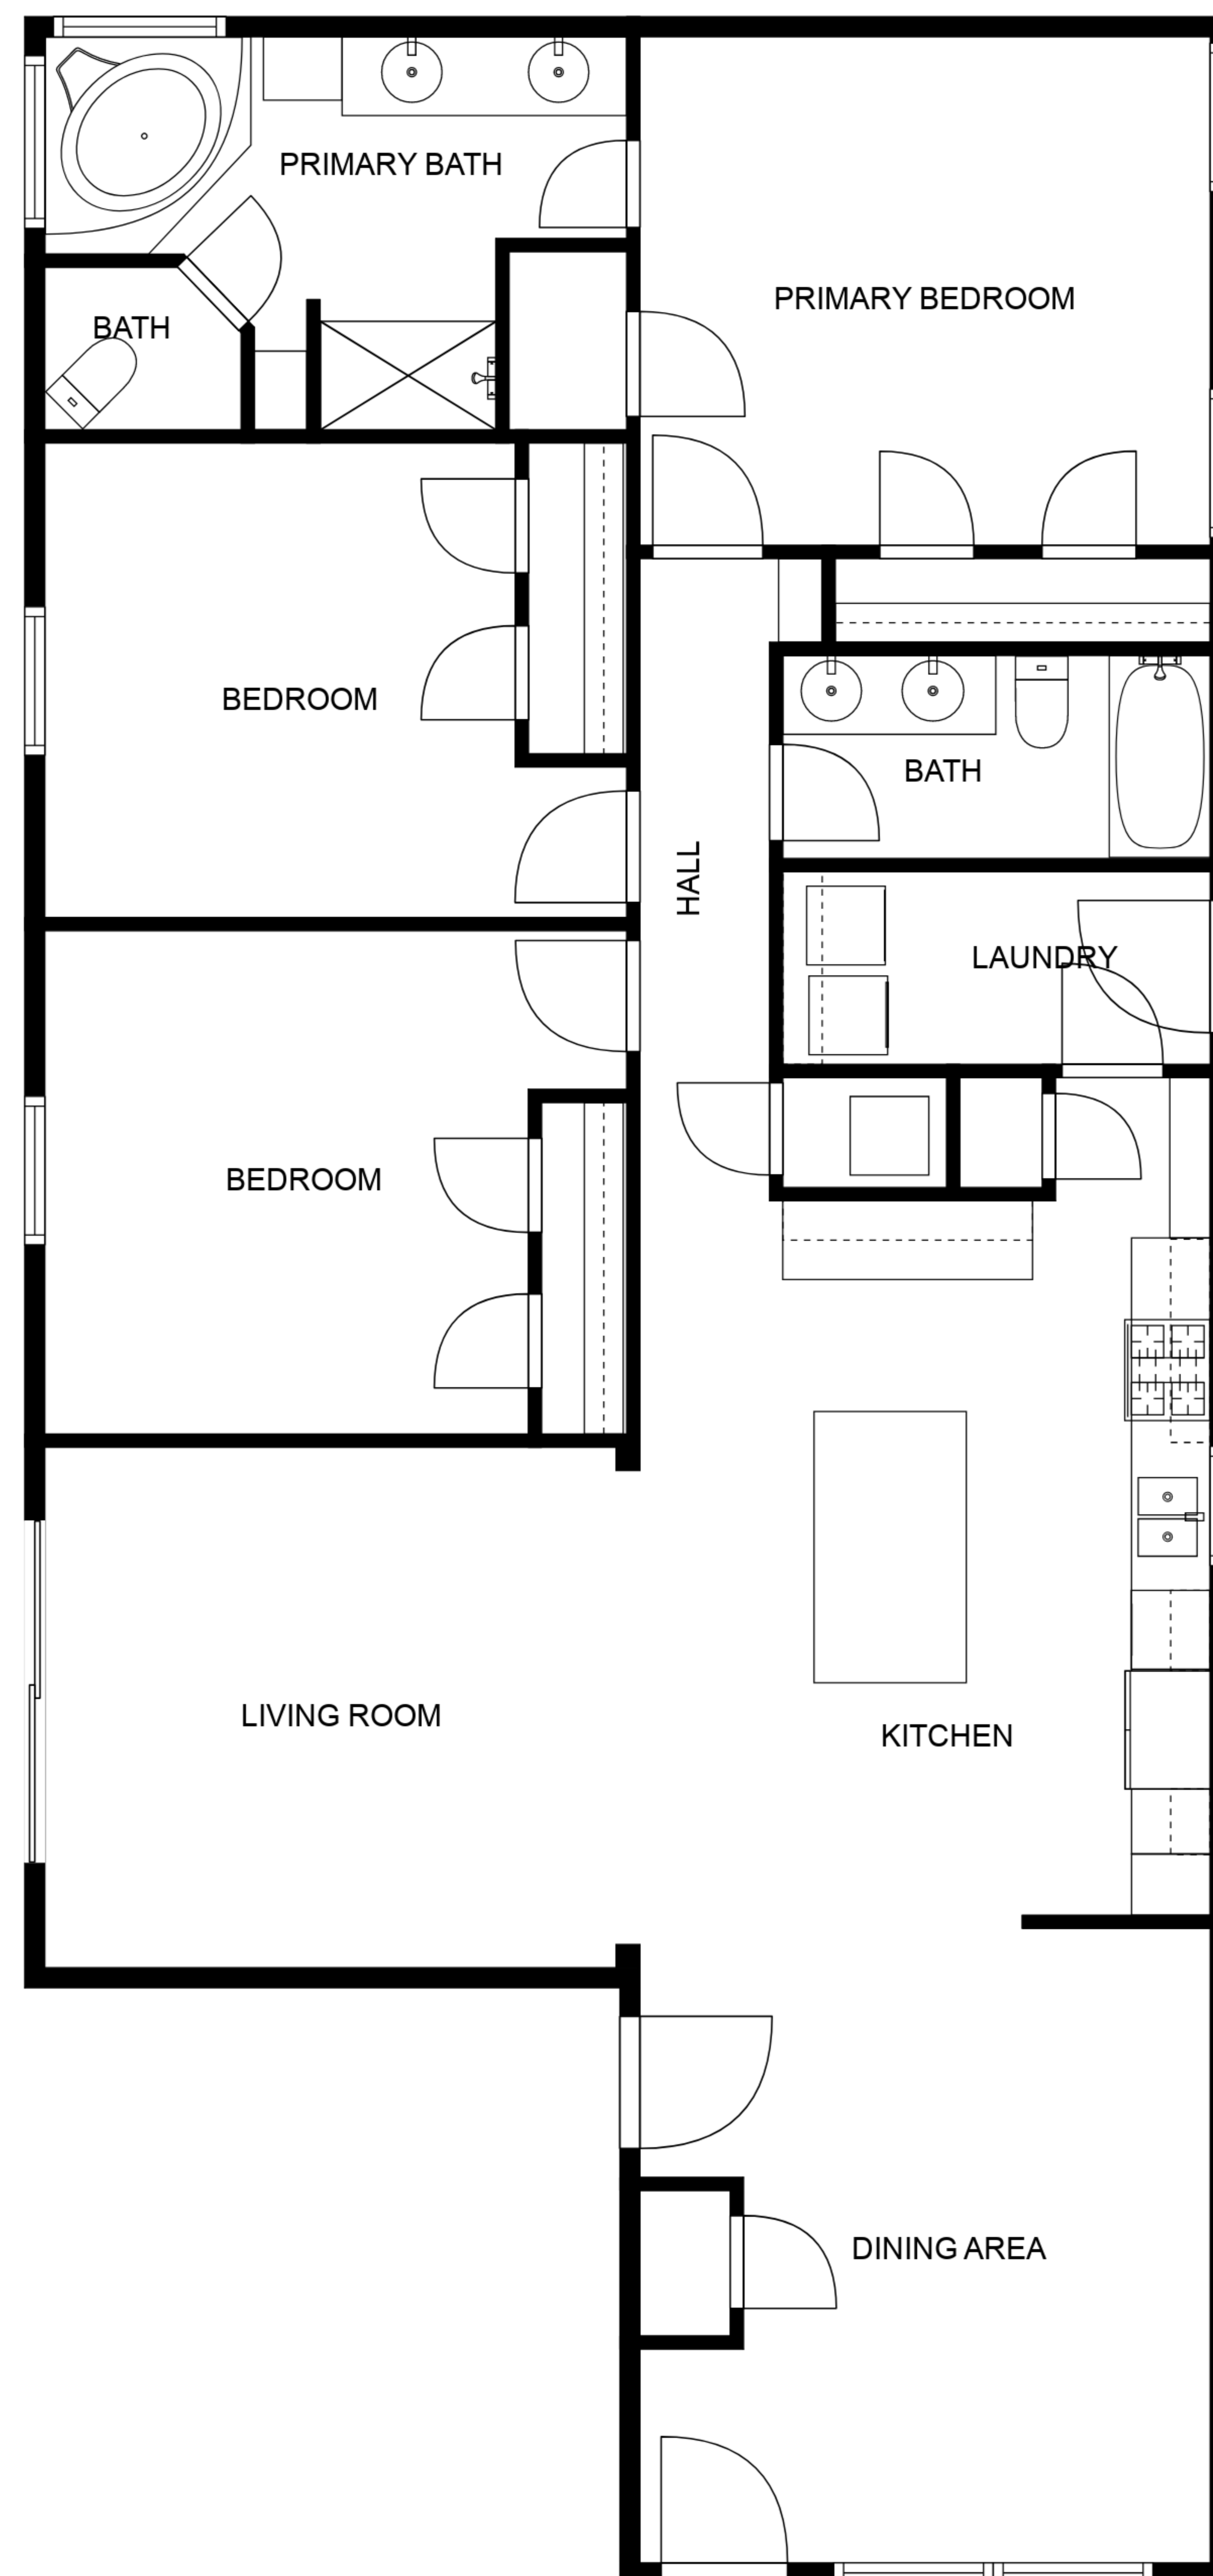 PRIMARY BATH
PRIMARY BEDROOM
BATH
BEDROOM
BATH
HALL
LAUNDRY
BEDROOM
LIVING ROOM
KITCHEN
DINING AREA